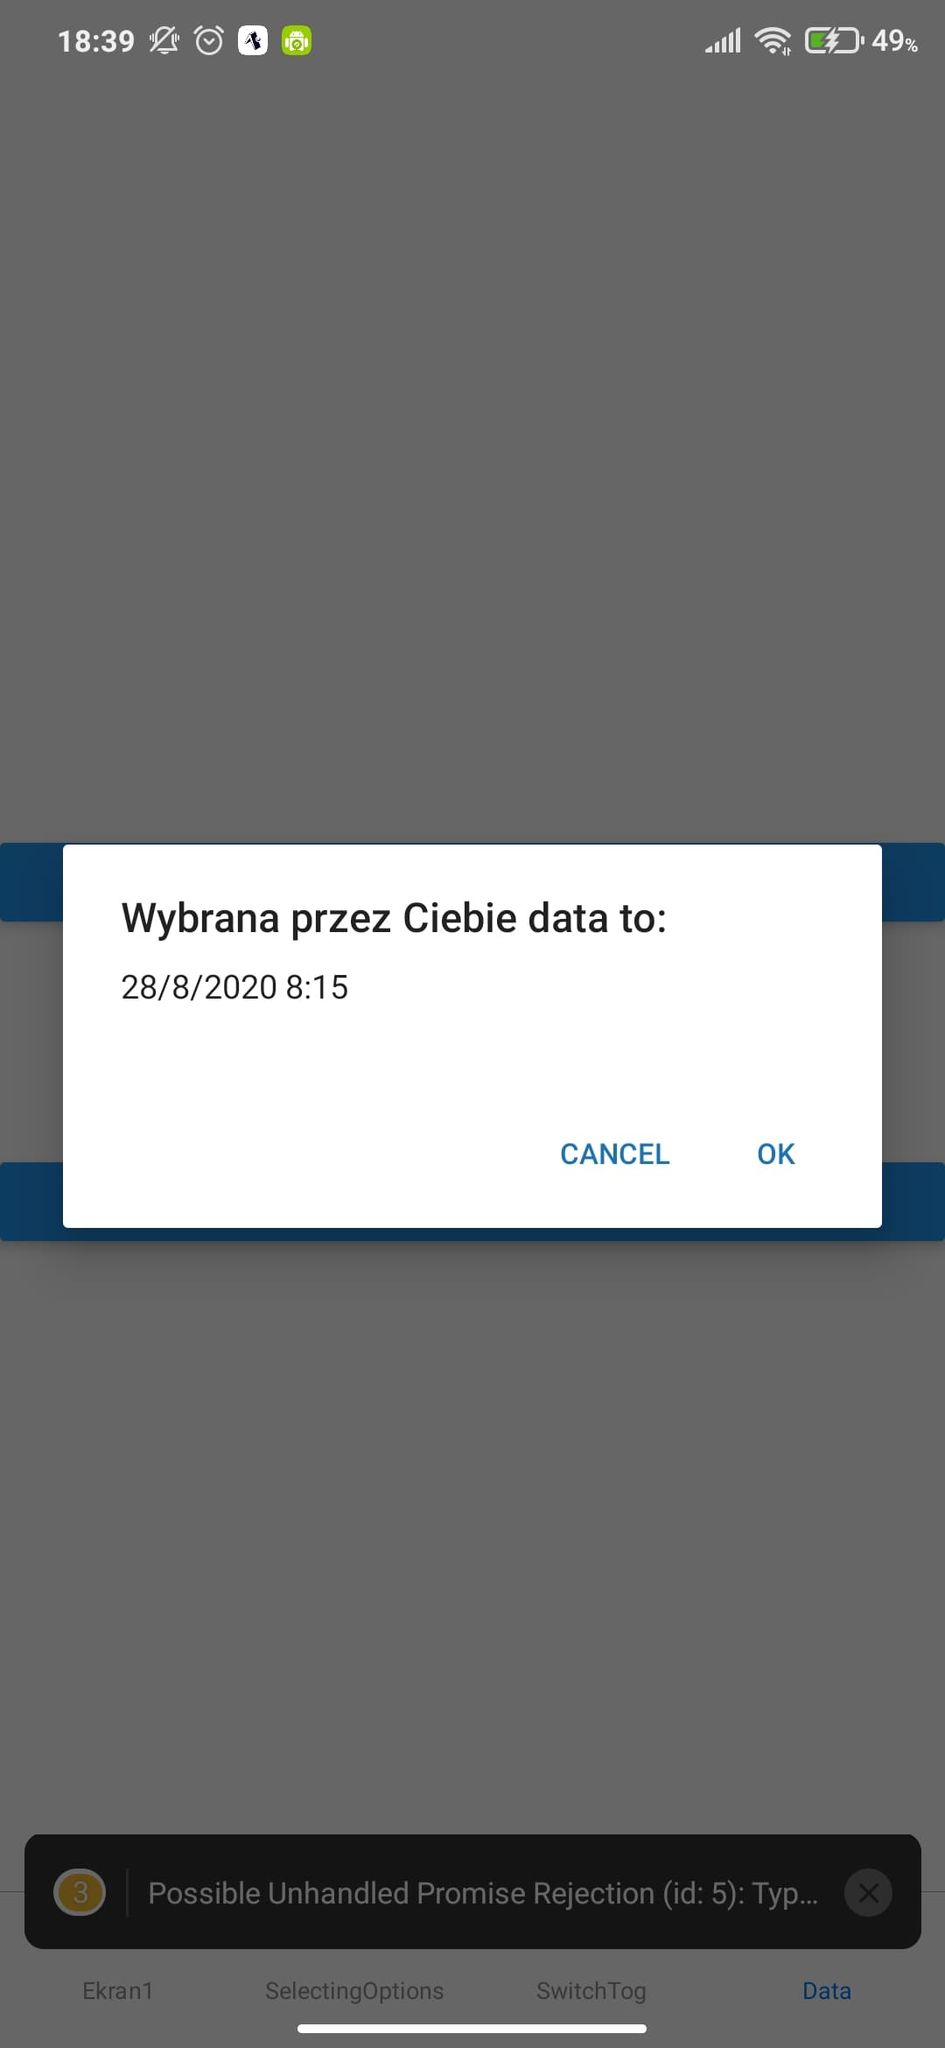 18:39 49%
Wybrana przez Ciebie data to:
28/8/2020 8:15
CANCEL OK
3 Possible Unhandled Promise Rejection (id: 5): Typ...
Ekran1 SelectingOptions SwitchTog Data